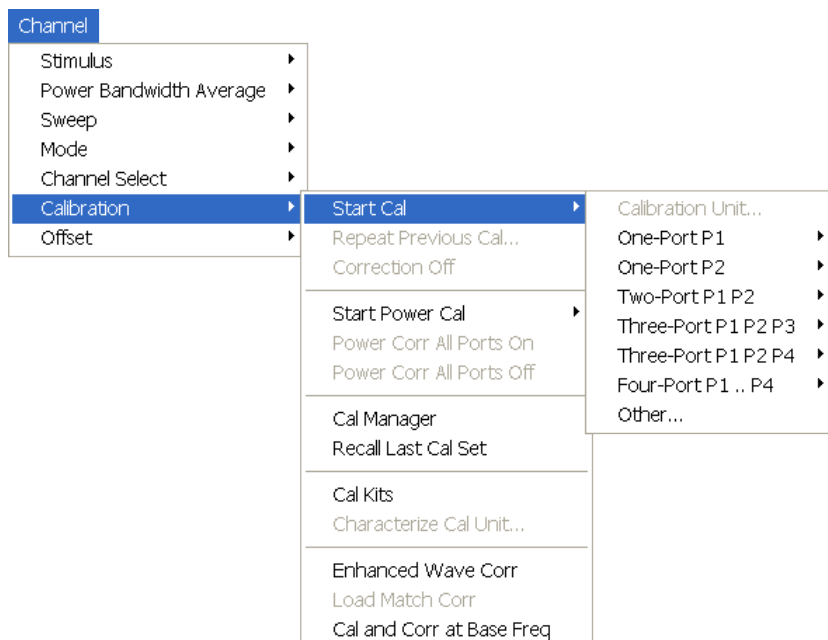 Channel
Stimulus
Power Bandwidth Average
Sweep
Mode
Channel Select
Calibration
Offset
Start Cal
Repeat Previous Cal...
Correction Off
Start Power Cal
Power Corr All Ports On
Power Corr All Ports Off
Cal Manager
Recall Last Cal Set
Cal Kits
Characterize Cal Unit...
Enhanced Wave Corr
Load Match Corr
Cal and Corr at Base Freq
Calibration Unit...
One-Port P1
One-Port P2
Two-Port P1 P2
Three-Port P1 P2 P3
Three-Port P1 P2 P4
Four-Port P1 .. P4
Other...